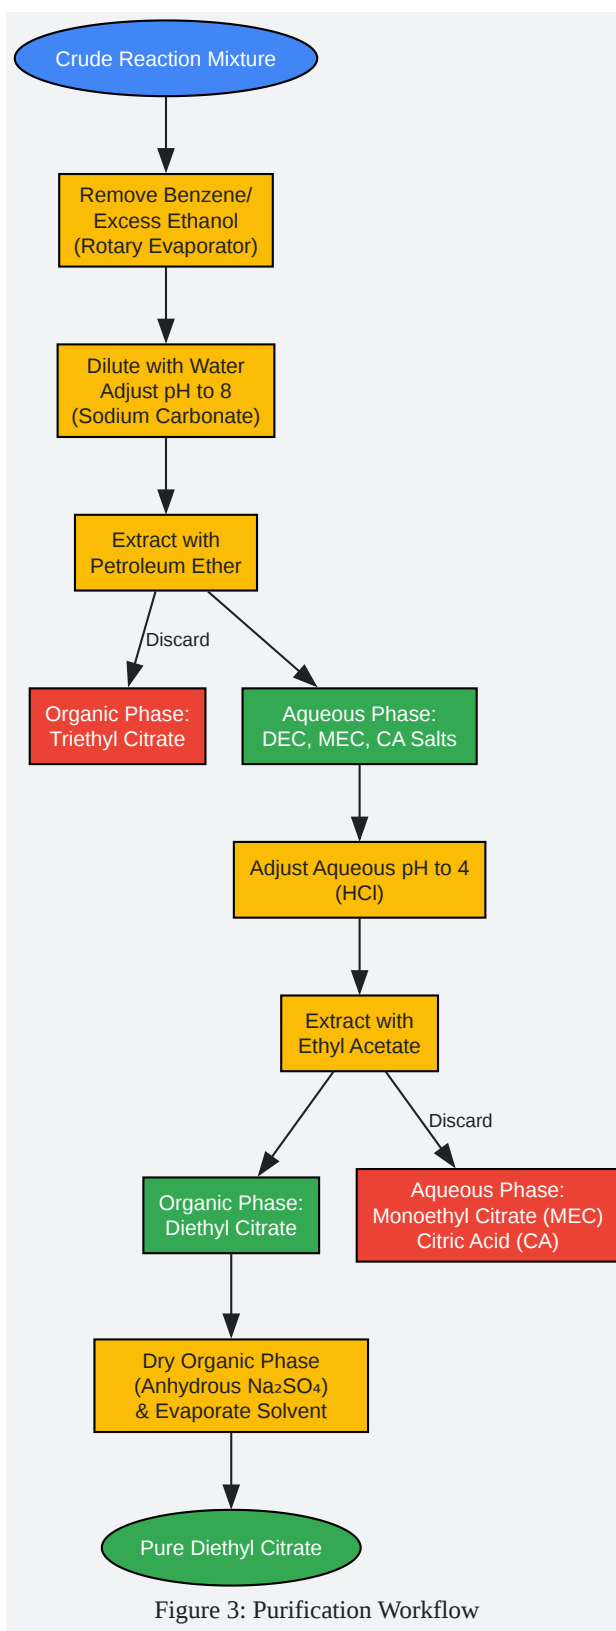 Crude Reaction Mixture
Remove Benzene/
Excess Ethanol
(Rotary Evaporator)
Dilute with Water
Adjust pH to 8
(Sodium Carbonate)
Extract with
Petroleum Ether
Discard
Organic Phase:
Triethyl Citrate
Aqueous Phase:
DEC, MEC, CA Salts
Adjust Aqueous pH to 4
(HCl)
Extract with
Ethyl Acetate
Discard
Organic Phase:
Diethyl Citrate
Aqueous Phase:
Monoethyl Citrate (MEC)
Citric Acid (CA)
Dry Organic Phase
(Anhydrous Na₂SO₄)
& Evaporate Solvent
Pure Diethyl Citrate
Figure 3: Purification Workflow